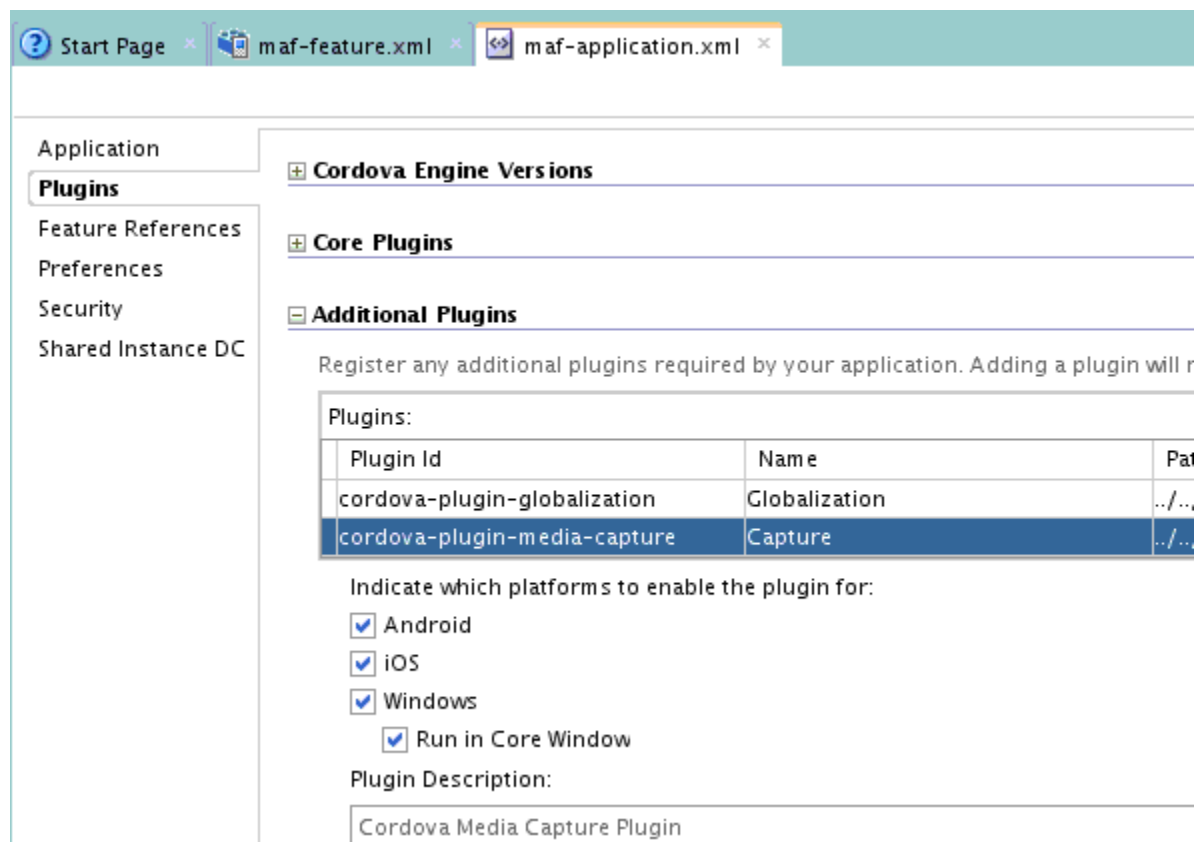 Start Page
maf-feature.xml
maf-application.xml
Application
Plugins
Feature References
Preferences
Security
Shared Instance DC
Cordova Engine Versions
Core Plugins
Additional Plugins
Register any additional plugins required by your application. Adding a plugin will
Plugins:
Plugin Id Name
cordova-plugin-globalization Globalization ../..
cordova-plugin-media-capture Capture ../..
Indicate which platforms to enable the plugin for:
Android
iOS
Windows
Run in Core Window
Plugin Description:
Cordova Media Capture Plugin